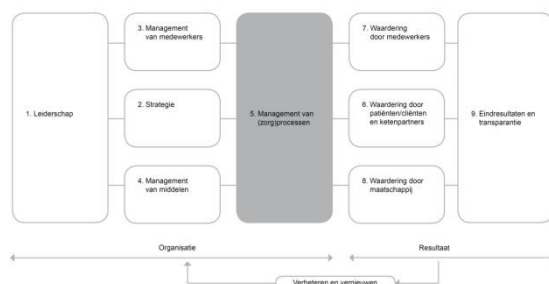 1. Leiderschap
3. Management
van medewerkers
2. Strategie
4. Management
van middelen
5. Management van
(zorg)processen
7. Waardering
door medewerkers
6. Waardering door
patiënten/cliënten
en ketenpartners
8. Waardering door
maatschappij
9. Eindresultaten en
transparantie
Organisatie
Resultaat
Verbeteren en vernieuwen